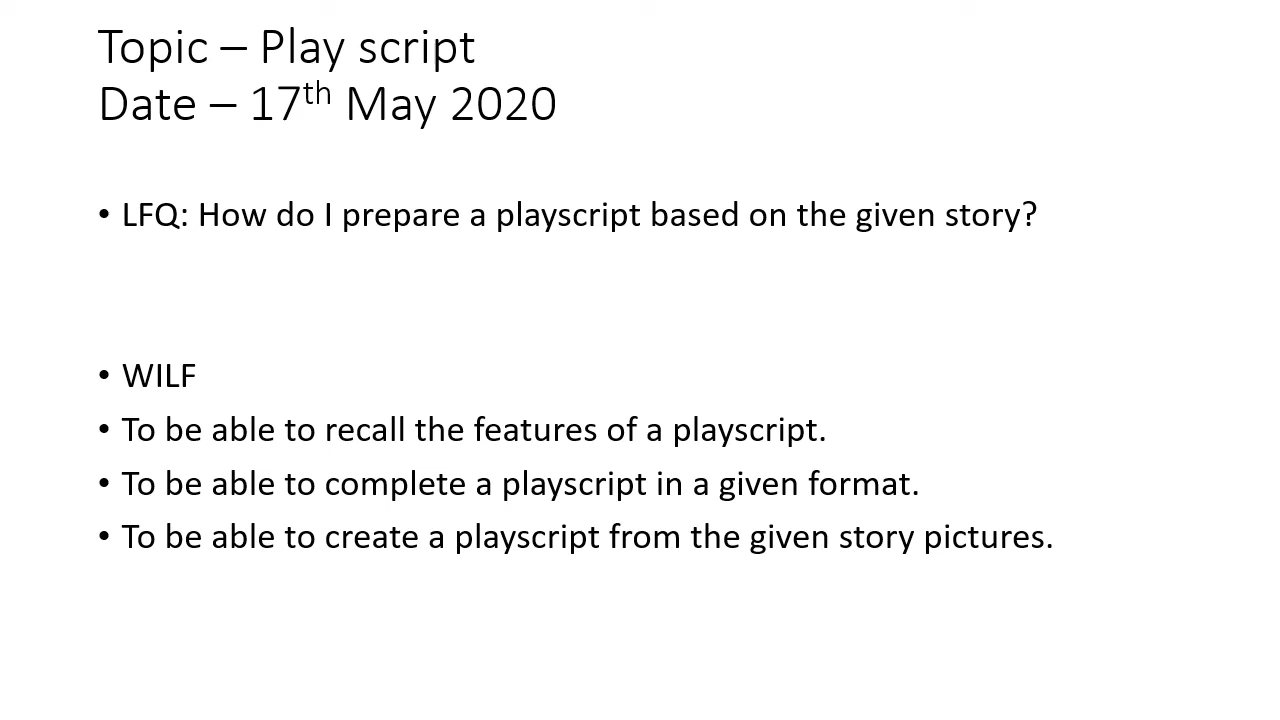 Topic – Play script
Date – 17th May 2020
• LFQ: How do I prepare a playscript based on the given story?
• WILF
• To be able to recall the features of a playscript.
• To be able to complete a playscript in a given format.
• To be able to create a playscript from the given story pictures.